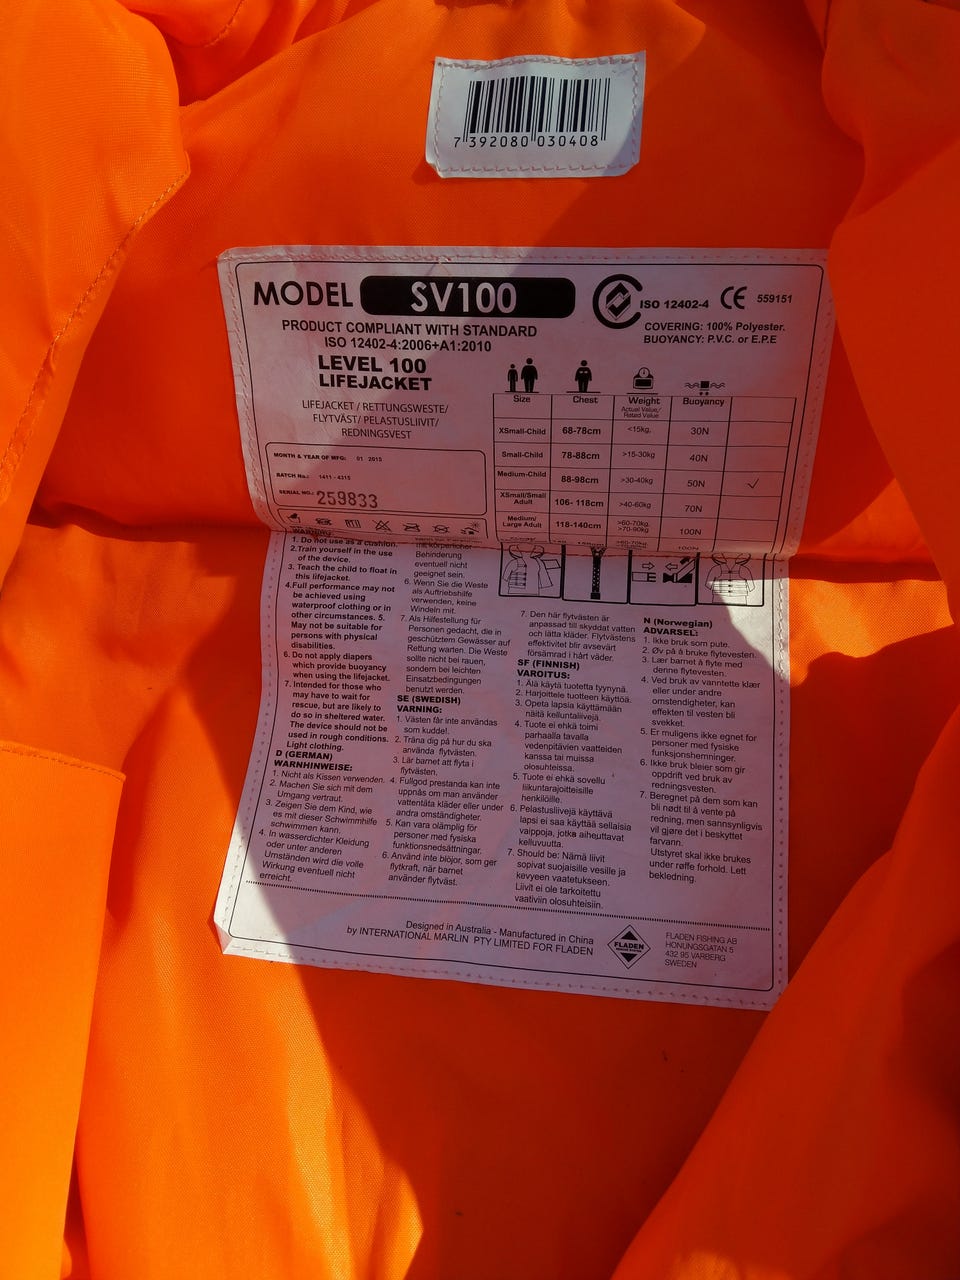 7 392080 030408
MODEL SV100
ISO 12402-4 CE 559151
PRODUCT COMPLIANT WITH STANDARD
ISO 12402-4:2006+A1:2010
COVERING: 100% Polyester.
BUOYANCY: P.V.C. or E.P.E
LEVEL 100
LIFEJACKET
LIFEJACKET / RETTUNGSWESTE/
FLYTVÄST/ PELASTUSLIIVIT/
REDNINGSVEST
MONTH & YEAR OF MFG: 01 2015
BATCH No.: 1411 - 4315
SERIAL NO.: 259833
Size Chest Weight Buoyancy
Actual Value/
Rated Value
XSmall-Child 68-78cm <15kg, 30N
Small-Child 78-88cm >15-30kg 40N
Medium-Child 88-98cm >30-40kg 50N ✓
XSmall/Small
Adult 106- 118cm >40-60kg 70N
Medium/
Large Adult 118-140cm >60-70kg,
>70-90kg 100N
100N
WARNING:
1. Do not use as a cushion.
2.Train yourself in the use
of the device.
3. Teach the child to float in
this lifejacket.
4.Full performance may not
be achieved using
waterproof clothing or in
other circumstances. 5.
May not be suitable for
persons with physical
disabilities.
6. Do not apply diapers
which provide buoyancy
when using the lifejacket.
7. Intended for those who
may have to wait for
rescue, but are likely to
do so in sheltered water.
The device should not be
used in rough conditions.
Light clothing.
D (GERMAN)
WARNHINWEISE:
1. Nicht als Kissen verwenden.
2. Machen Sie sich mit dem
Umgang vertraut.
3. Zeigen Sie dem Kind, wie
es mit dieser Schwimmhilfe
schwimmen kann.
4. In wasserdichter Kleidung
oder unter anderen
Umständen wird die volle
Wirkung eventuell nicht
erreicht.
mit körperlicher
Behinderung
eventuell nicht
geeignet sein.
6. Wenn Sie die Weste
als Auftriebshilfe
verwenden, keine
Windeln mit.
7. Als Hilfestellung für
Personen gedacht, die in
geschütztem Gewässer auf
Rettung warten. Die Weste
sollte nicht bei rauen,
sondern bei leichten
Einsatzbedingungen
benutzt werden.
SE (SWEDISH)
VARNING:
1. Västen får inte användas
som kudde!.
2. Träna dig på hur du ska
använda flytvästen.
3. Lär barnet att flyta i
flytvästen.
4. Fullgod prestanda kan inte
uppnås om man använder
vattentäta kläder eller under
andra omständigheter.
5. Kan vara olämplig för
personer med fysiska
funktionsnedsättningar.
6. Använd inte blöjor, som ger
flytkraft, när barnet
använder flytväst.
7. Den här flytvästen är
anpassad till skyddat vatten
och lätta kläder. Flytvästens
effektivitet blir avsevärt
försämrad i hårt väder.
SF (FINNISH)
VAROITUS:
1. Älä käytä tuotetta tyynynä.
2. Harjoittele tuotteen käyttöä.
3. Opeta lapsia käyttämään
näitä kelluntaliivejä.
4. Tuote ei ehkä toimi
parhaalla tavalla
vedenpitävien vaatteiden
kanssa tai muissa
olosuhteissa.
5. Tuote ei ehkä sovellu
liikuntarajoitteisille
henkilöille.
6. Pelastusliivejä käyttävä
lapsi ei saa käyttää sellaisia
vaippoja, jotka aiheuttavat
kelluvuutta.
7. Should be: Nämä liivit
sopivat suojaisille vesille ja
kevyeen vaatetukseen.
Liivit ei ole tarkoitettu
vaativiin olosuhteisiin.
N (Norwegian)
ADVARSEL:
1. Ikke bruk som pute.
2. Øv på å bruke flytevesten.
3. Lær barnet å flyte med
denne flytevesten.
4. Ved bruk av vanntette klær
eller under andre
omstendigheter, kan
effekten til vesten bli
svekket.
5. Er muligens ikke egnet for
personer med fysiske
funksjonshemninger.
6. Ikke bruk bleier som gir
oppdrift ved bruk av
redningsvesten.
7. Beregnet på dem som kan
bli nødt til å vente på
redning, men sannsynligvis
vil gjøre det i beskyttet
farvann.
Utstyret skal ikke brukes
under røffe forhold. Lett
bekledning.
Designed in Australia - Manufactured in China
by INTERNATIONAL MARLIN PTY LIMITED FOR FLADEN
FLADEN
FLADEN FISHING AB
HONUNGSGATAN 5
432 95 VARBERG
SWEDEN